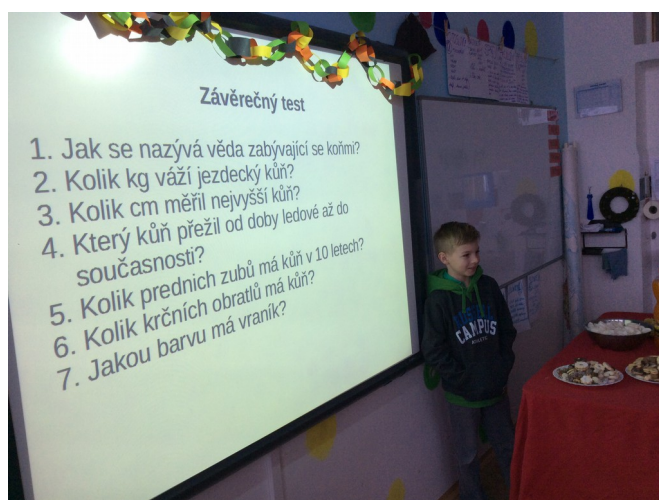 Závěrečný test
1. Jak se nazývá věda zabývající se koňmi?
2. Kolik kg váží jezdecký kůň?
3. Kolik cm měřil nejvyšší kůň?
4. Který kůň přežil od doby ledové až do
současnosti?
5. Kolik prednich zubů má kůň v 10 letech?
6. Kolik krčních obratlů má kůň?
7. Jakou barvu má vraník?
CAMPUS